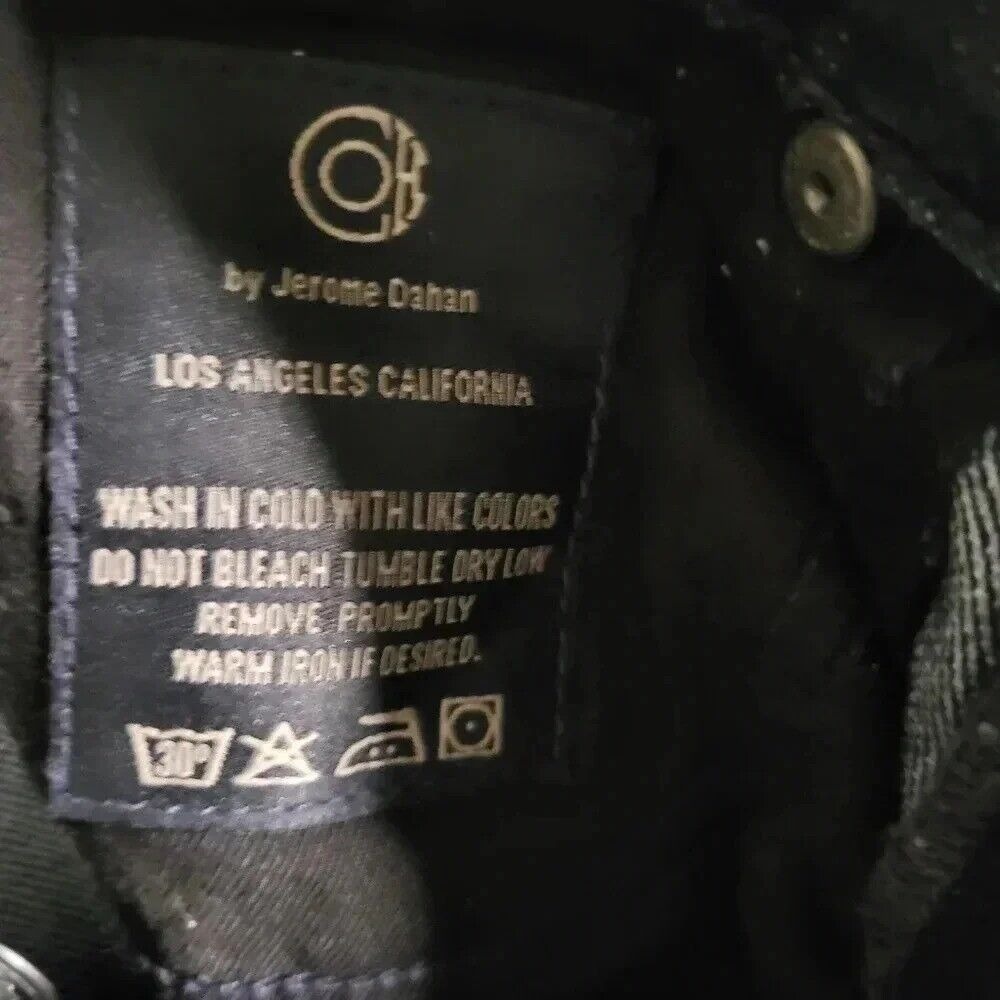 by Jerome Dahan
LOS ANGELES CALIFORNIA
WASH IN COLD WITH LIKE COLORS
DO NOT BLEACH TUMBLE DRY LOW
REMOVE PROMPTLY
WARM IRON IF DESIRED.
30°